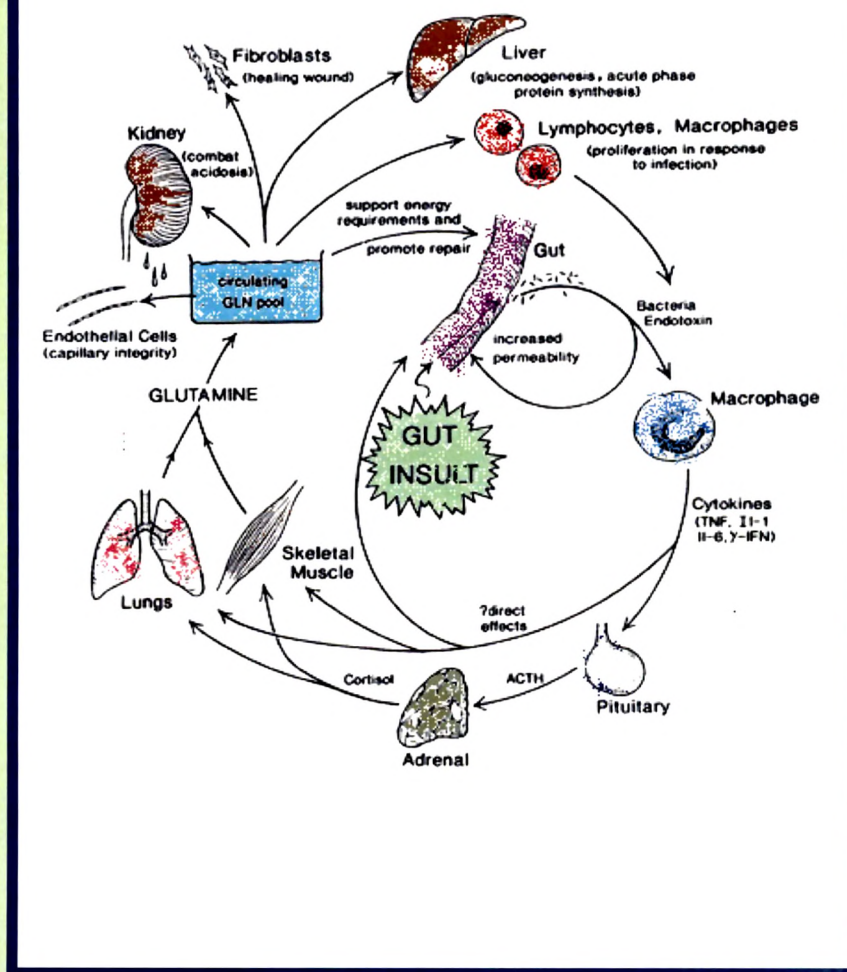 Fibroblasts
(healing wound)
Liver
(gluconeogenesis, acute phase
protein synthesis)
Kidney
(combat
acidosis)
Lymphocytes, Macrophages
(proliferation in response
to infection)
support energy
requirements and
promote repair
Gut
circulating
GLN pool
Endothelial Cells
(capillary integrity)
Bacteria
Endotoxin
increased
permeability
GLUTAMINE
Macrophage
GUT
INSULT
Cytokines
(TNF, Il-1
Il-6,γ-IFN)
Skeletal
Muscle
Lungs
?direct
effects
Cortisol
ACTH
Pituitary
Adrenal